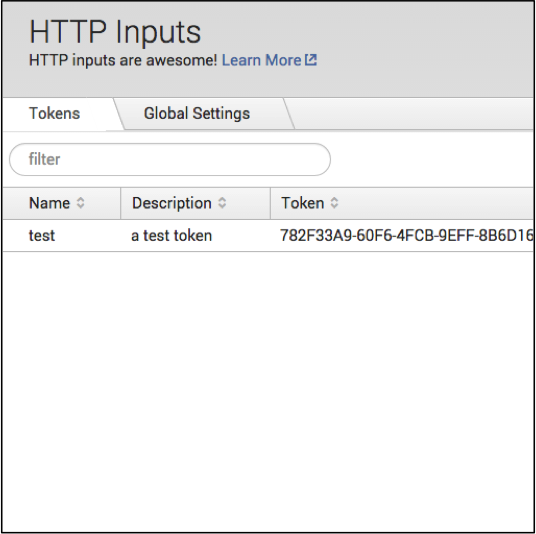 HTTP Inputs
HTTP inputs are awesome! Learn More
Tokens Global Settings
filter
Name Description Token
test a test token 782F33A9-60F6-4FCB-9EFF-8B6D16